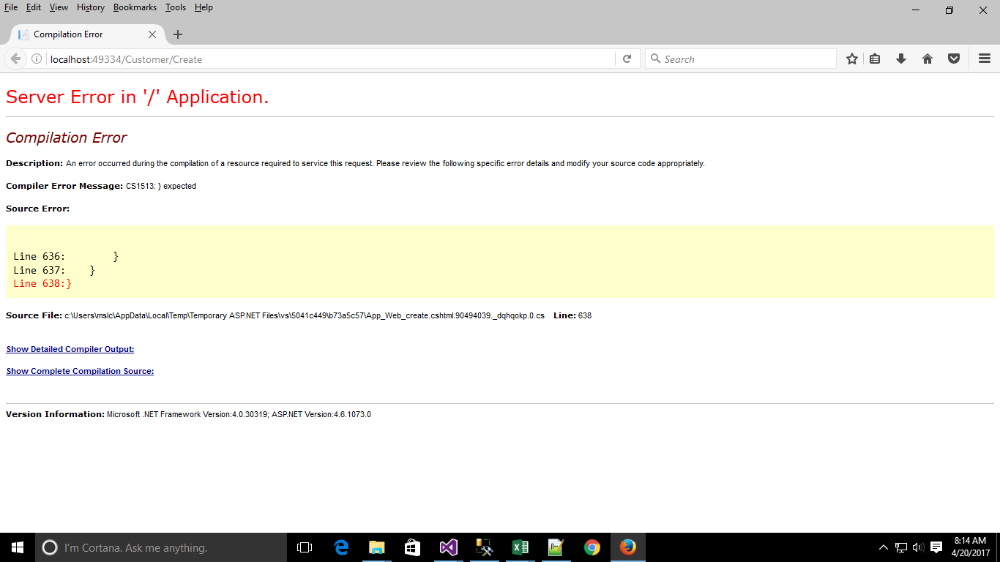 File Edit View History Bookmarks Tools Help
Compilation Error
localhost:49334/Customer/Create
Search
Server Error in '/' Application.
Compilation Error
Description: An error occurred during the compilation of a resource required to service this request. Please review the following specific error details and modify your source code appropriately.
Compiler Error Message: CS1513: } expected
Source Error:
Line 636:        }
Line 637:    }
Line 638:}
Source File: c:\Users\mslc\AppData\Local\Temp\Temporary ASP.NET Files\vs\5041c449\b73a5c57\App_Web_create.cshtml.90494039._dqhqokp.0.cs    Line: 638
Show Detailed Compiler Output:
Show Complete Compilation Source:
Version Information: Microsoft .NET Framework Version:4.0.30319; ASP.NET Version:4.6.1073.0
I'm Cortana. Ask me anything.
8:14 AM
4/20/2017